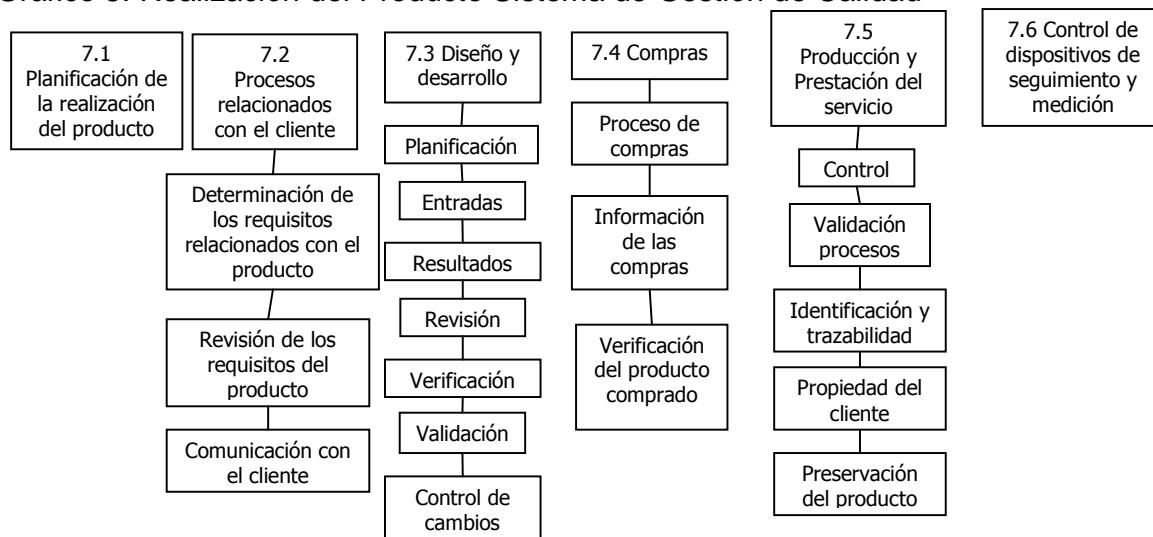 Gráfico 6. Realización del Producto Sistema de Gestión de Calidad
7.1
Planificación de
la realización
del producto
7.2
Procesos
relacionados
con el cliente
Determinación de
los requisitos
relacionados con el
producto
Revisión de los
requisitos del
producto
Comunicación con
el cliente
7.3 Diseño y
desarrollo
Planificación
Entradas
Resultados
Revisión
Verificación
Validación
Control de
cambios
7.4 Compras
Proceso de
compras
Información
de las
compras
Verificación
del producto
comprado
7.5
Producción y
Prestación del
servicio
Control
Validación
procesos
Identificación y
trazabilidad
Propiedad del
cliente
Preservación
del producto
7.6 Control de
dispositivos de
seguimiento y
medición